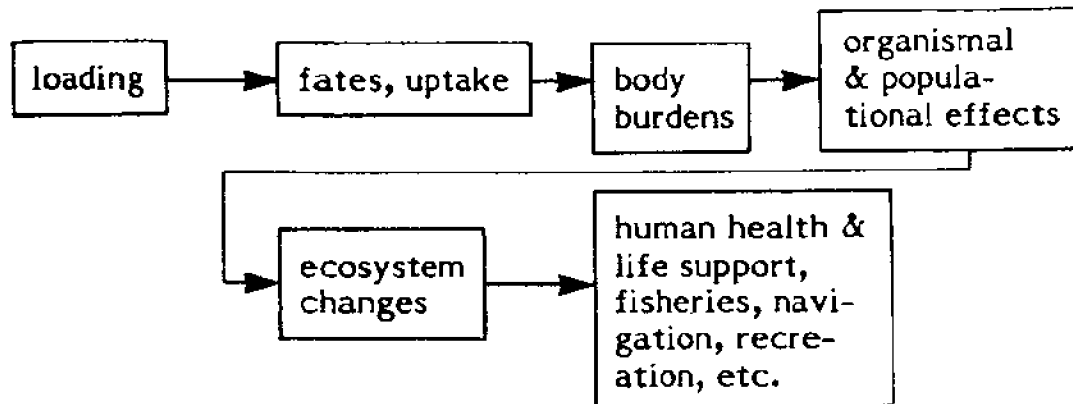 loading
fates, uptake
body
burdens
organismal
& popula-
tional effects
ecosystem
changes
human health &
life support,
fisheries, navi-
gation, recre-
ation, etc.